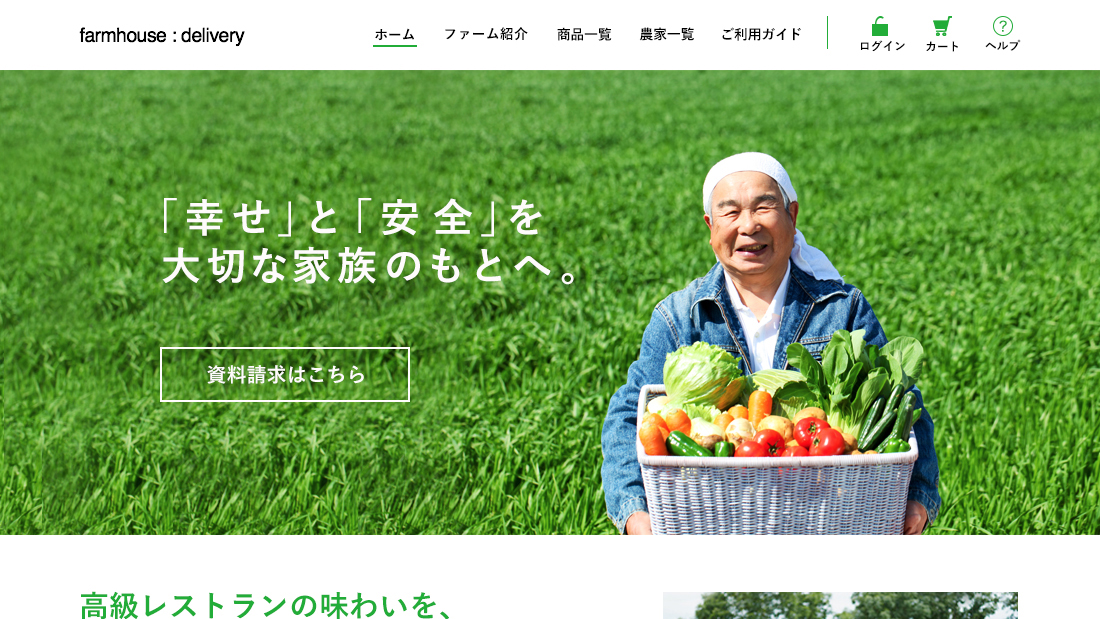 farmhouse : delivery
ホーム
ファーム紹介
商品一覧
農家一覧
ご利用ガイド
ログイン
カート
?
ヘルプ
「幸せ」と「安全」を
大切な家族のもとへ。
資料請求はこちら
高級レストランの味わいを、